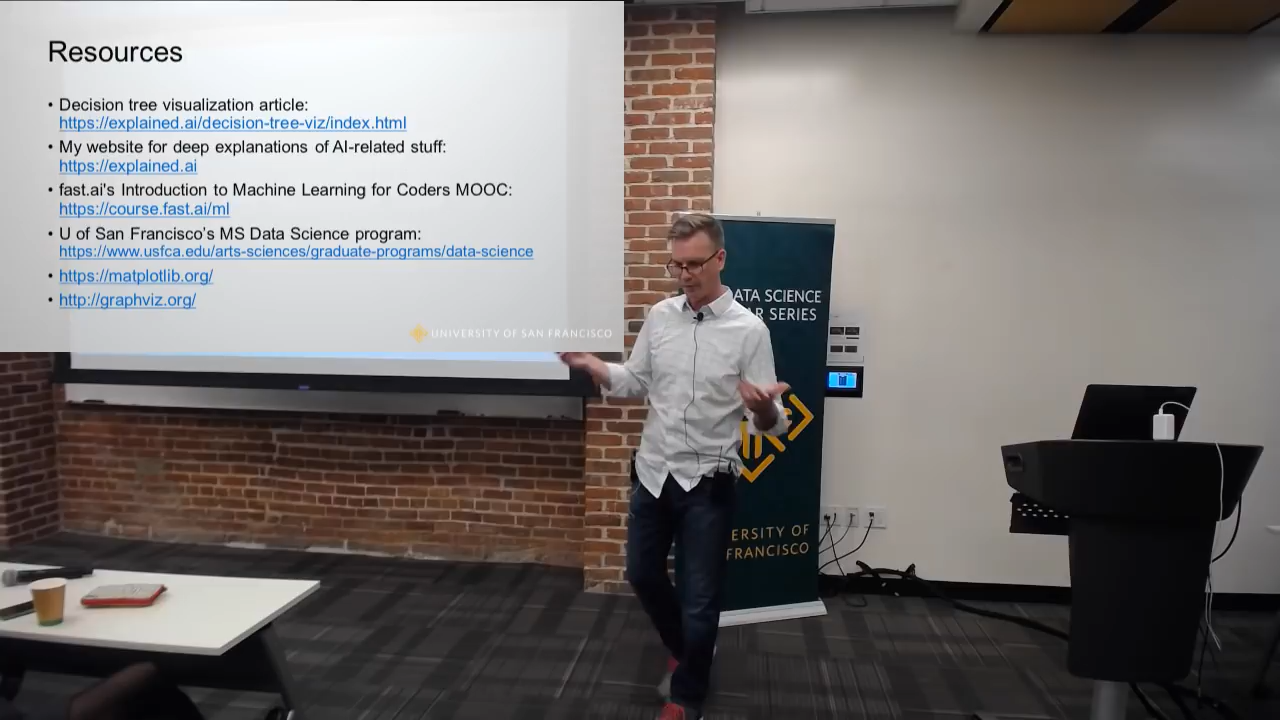 Resources
• Decision tree visualization article:
https://explained.ai/decision-tree-viz/index.html
• My website for deep explanations of AI-related stuff:
https://explained.ai
• fast.ai's Introduction to Machine Learning for Coders MOOC:
https://course.fast.ai/ml
• U of San Francisco's MS Data Science program:
https://www.usfca.edu/arts-sciences/graduate-programs/data-science
• https://matplotlib.org/
• http://graphviz.org/
UNIVERSITY OF SAN FRANCISCO
ATA SCIENCE
AR SERIES
ERSITY OF
FRANCISCO